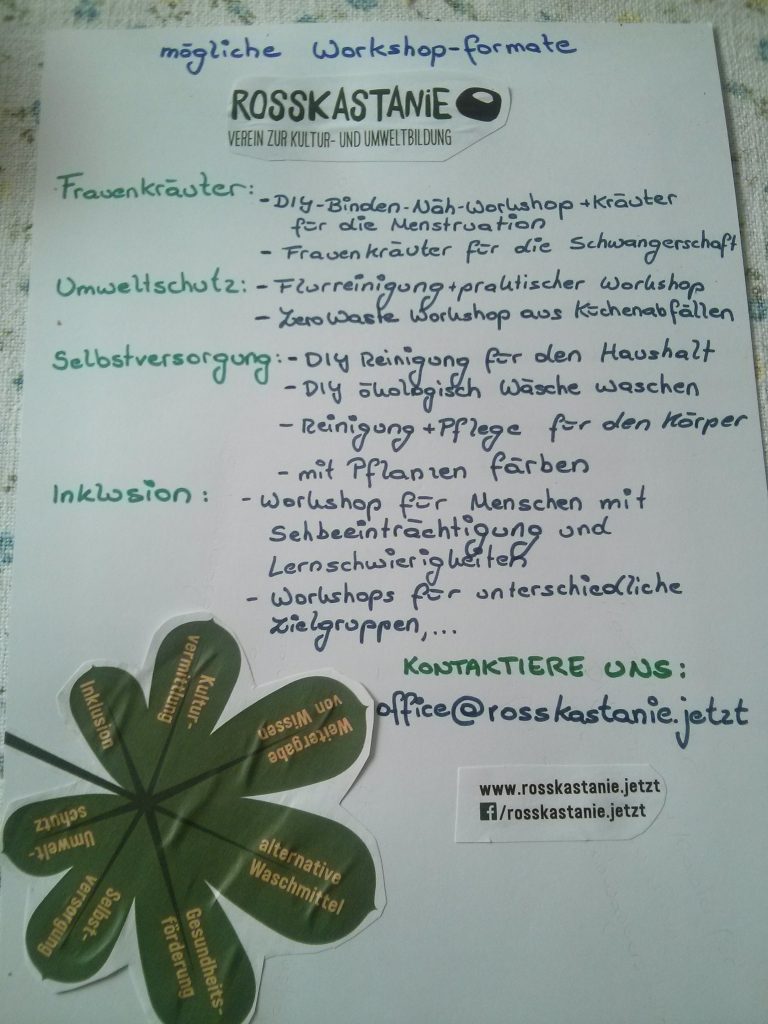 mögliche Workshop-formate
ROSSKASTANIE
VEREIN ZUR KULTUR- UND UMWELTBILDUNG
Frauenkräuter: - DIY-Binden-Näh-Workshop + Kräuter
für die Menstruation
- Frauenkräuter für die Schwangerschaft
Umweltschutz: - Flurreinigung + praktischer Workshop
- Zero Waste Workshop aus Küchenabfällen
Selbstversorgung: - DIY Reinigung für den Haushalt
- DIY ökologisch Wäsche waschen
- Reinigung + Pflege für den Körper
- mit Pflanzen färben
Inklusion: - Workshop für Menschen mit
Sehbeeinträchtigung und
Lernschwierigkeiten
- Workshops für unterschiedliche
Zielgruppen,...
KONTAKTIERE UNS:
office@rosskastanie.jetzt
www.rosskastanie.jetzt
f/rosskastanie.jetzt
Inklusion
Kultur-
vermittlung
Weitergabe
von Wissen
alternative
Waschmittel
Gesundheits-
förderung
Selbst-
versorgung
Umwelt-
schutz